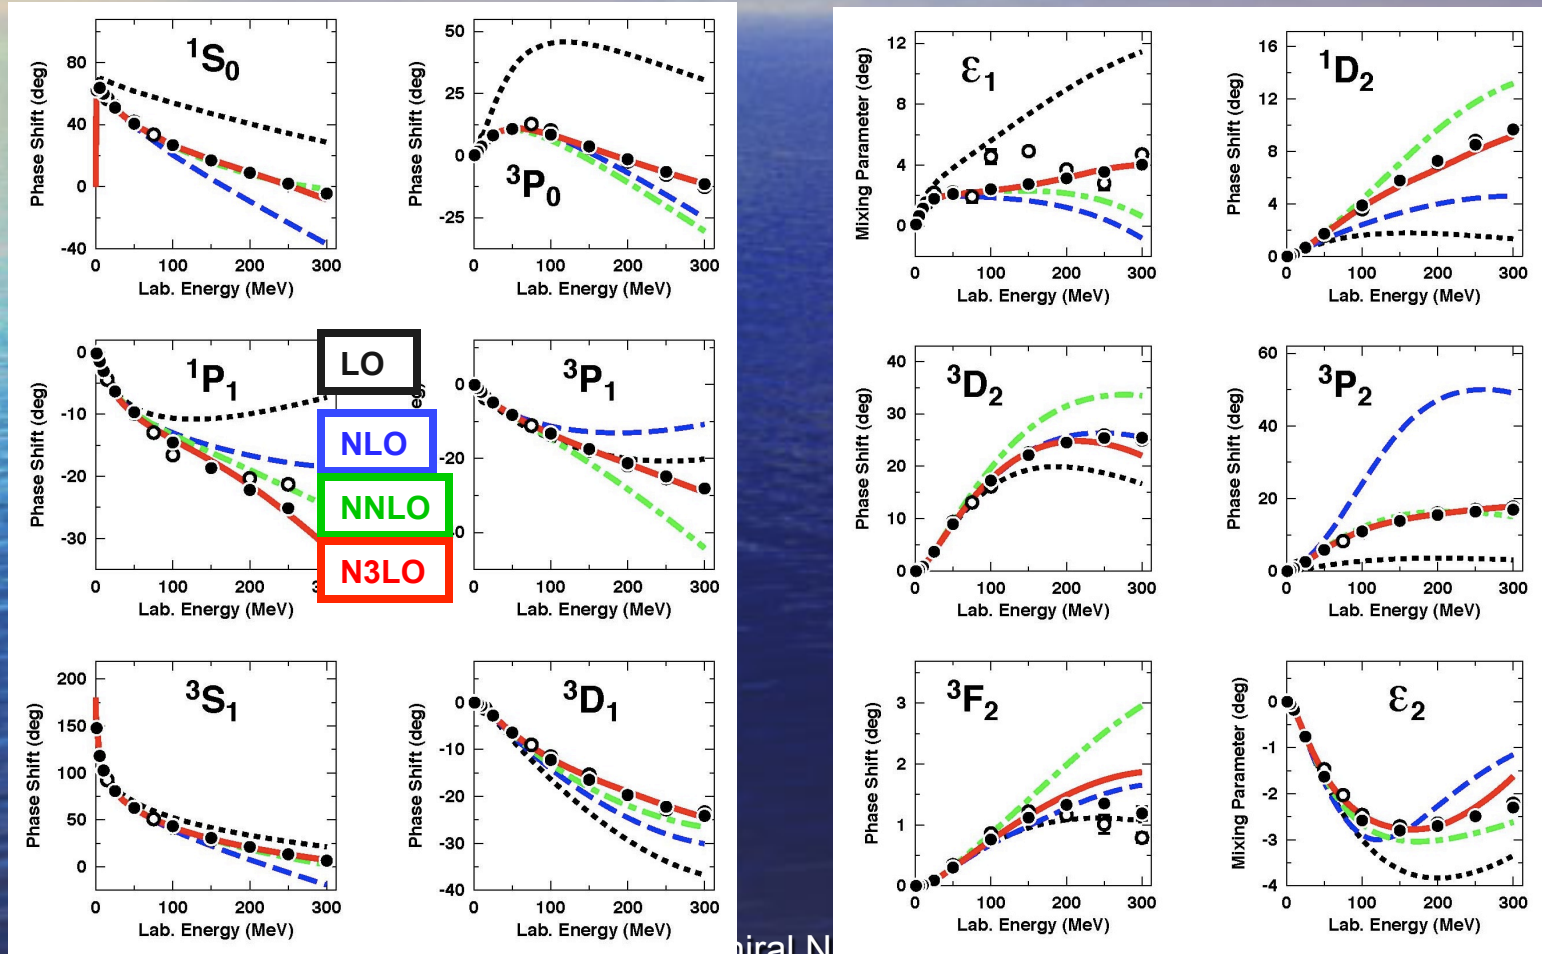 ¹S₀
Phase Shift (deg)
80
40
0
-40
0 100 200 300
Lab. Energy (MeV)
³P₀
Phase Shift (deg)
50
25
0
-25
0 100 200 300
Lab. Energy (MeV)
¹P₁
Phase Shift (deg)
0
-10
-20
-30
0 100 200 3
Lab. Energy (MeV)
LO
NLO
NNLO
N3LO
³P₁
eg)
0
-20
40
0 100 200 300
Lab. Energy (MeV)
³S₁
Phase Shift (deg)
200
150
100
50
0
0 100 200 300
Lab. Energy (MeV)
³D₁
Phase Shift (deg)
0
-10
-20
-30
-40
0 100 200 300
Lab. Energy (MeV)
ε₁
Mixing Parameter (deg)
12
8
4
0
0 100 200 300
Lab. Energy (MeV)
¹D₂
Phase Shift (deg)
16
12
8
4
0
0 100 200 300
Lab. Energy (MeV)
³D₂
Phase Shift (deg)
40
30
20
10
0
0 100 200 300
Lab. Energy (MeV)
³P₂
Phase Shift (deg)
60
40
20
0
0 100 200 300
Lab. Energy (MeV)
³F₂
Phase Shift (deg)
3
2
1
0
0 100 200 300
Lab. Energy (MeV)
ε₂
Mixing Parameter (deg)
0
-1
-2
-3
-4
0 100 200 300
Lab. Energy (MeV)
iral N